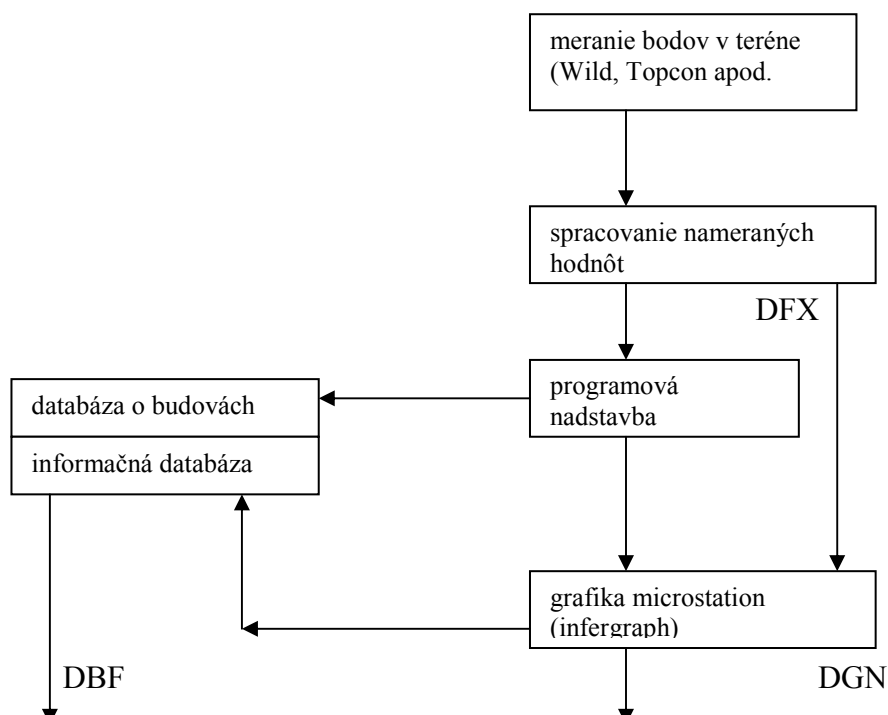 meranie bodov v teréne
(Wild, Topcon apod.
spracovanie nameraných
hodnôt
DFX
programová
nadstavba
databáza o budovách
informačná databáza
grafika microstation
(infergraph)
DBF
DGN